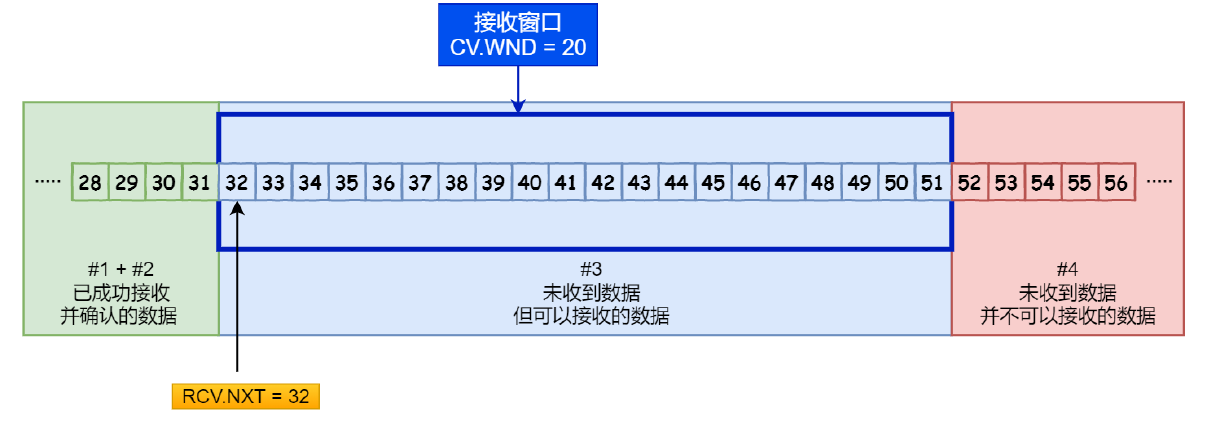 接收窗口
CV.WND = 20
····· 28 29 30 31 32 33 34 35 36 37 38 39 40 41 42 43 44 45 46 47 48 49 50 51 52 53 54 55 56 ·····
#1 + #2
已成功接收
并确认的数据
#3
未收到数据
但可以接收的数据
#4
未收到数据
并不可以接收的数据
RCV.NXT = 32